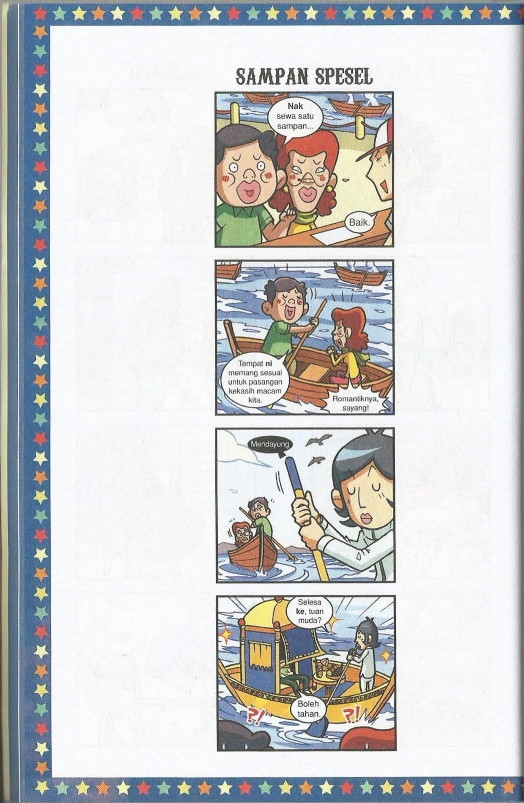 SAMPAN SPESEL
Nak
sewa satu
sampan...
Baik.
Tempat ni
memang sesuai
untuk pasangan
kekasih macam
kita.
Romantiknya,
sayang!
Mendayung
Selesa
ke, tuan
muda?
Boleh
tahan.
?!
?!